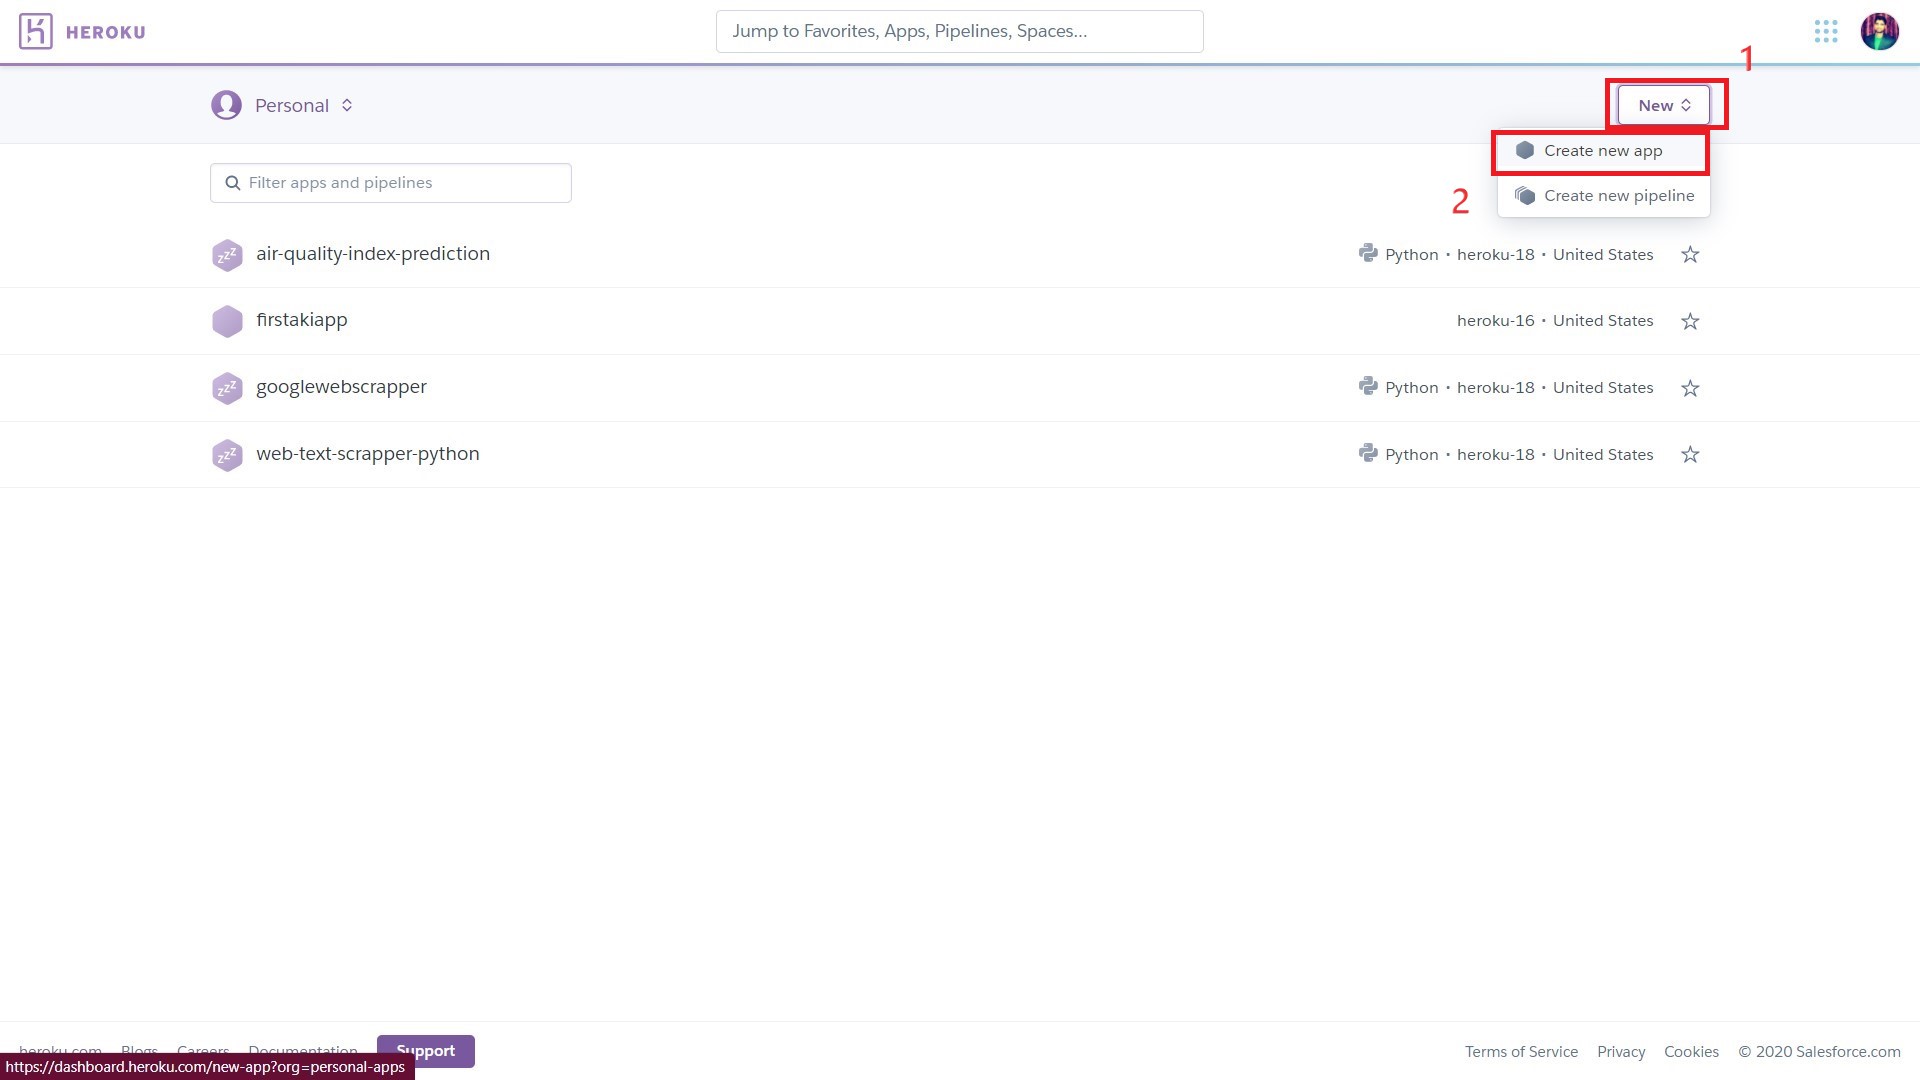 HEROKU
Jump to Favorites, Apps, Pipelines, Spaces...
1
Personal
New
Create new app
2
Create new pipeline
Filter apps and pipelines
zzz air-quality-index-prediction Python • heroku-18 • United States
firstakiapp heroku-16 • United States
zzz googlewebscrapper Python • heroku-18 • United States
zzz web-text-scrapper-python Python • heroku-18 • United States
heroku.com Blogs Careers Documentation Support Terms of Service Privacy Cookies © 2020 Salesforce.com
https://dashboard.heroku.com/new-app?org=personal-apps